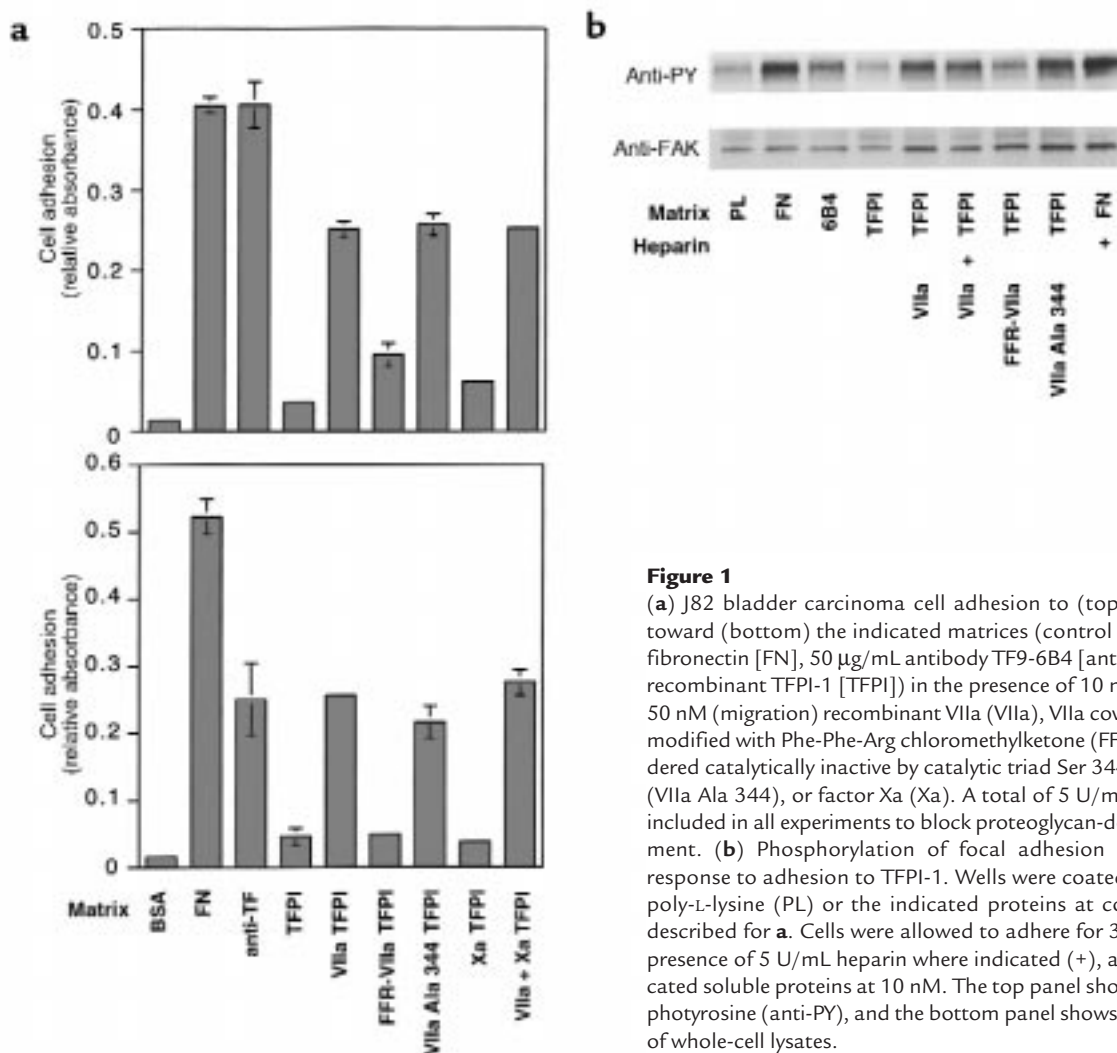 a
0.5
0.4
0.3
0.2
0.1
0
Cell adhesion
(relative absorbance)
0.6
0.5
0.4
0.3
0.2
0.1
0
Cell adhesion
(relative absorbance)
Matrix
BSA
FN
anti-TF
TFPI
VIIa TFPI
FFR-VIIa TFPI
VIIa Ala 344 TFPI
Xa TFPI
VIIa + Xa TFPI
b
Anti-PY
Anti-FAK
Matrix PL FN 6B4 TFPI TFPI TFPI TFPI TFPI FN
Heparin + +
VIIa VIIa FFR-VIIa VIIa Ala 344
Figure 1
(a) J82 bladder carcinoma cell adhesion to (top
toward (bottom) the indicated matrices (control
fibronectin [FN], 50 μg/mL antibody TF9-6B4 [ant
recombinant TFPI-1 [TFPI]) in the presence of 10 n
50 nM (migration) recombinant VIIa (VIIa), VIIa cov
modified with Phe-Phe-Arg chloromethylketone (FF
dered catalytically inactive by catalytic triad Ser 34
(VIIa Ala 344), or factor Xa (Xa). A total of 5 U/m
included in all experiments to block proteoglycan-d
ment. (b) Phosphorylation of focal adhesion
response to adhesion to TFPI-1. Wells were coate
poly-L-lysine (PL) or the indicated proteins at co
described for a. Cells were allowed to adhere for 3
presence of 5 U/mL heparin where indicated (+), a
cated soluble proteins at 10 nM. The top panel sho
photyrosine (anti-PY), and the bottom panel shows
of whole-cell lysates.